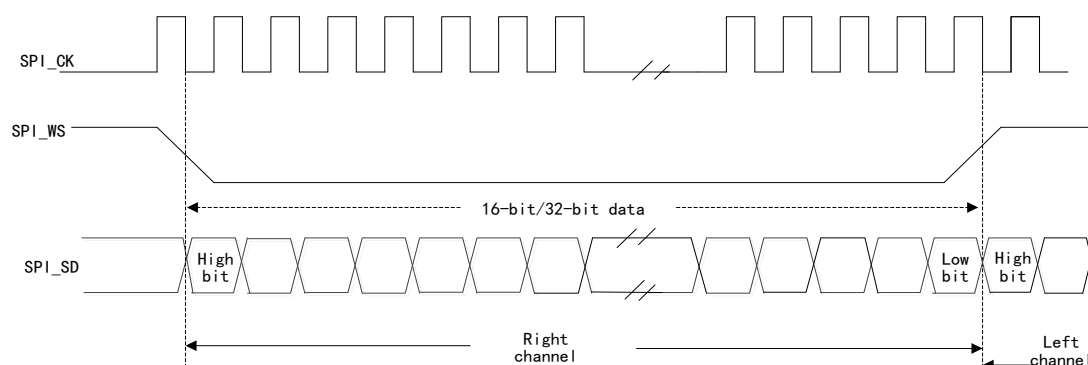 SPI_CK
SPI_WS
16-bit/32-bit data
SPI_SD
High
bit
Low
bit
High
bit
Right
channel
Left
channel